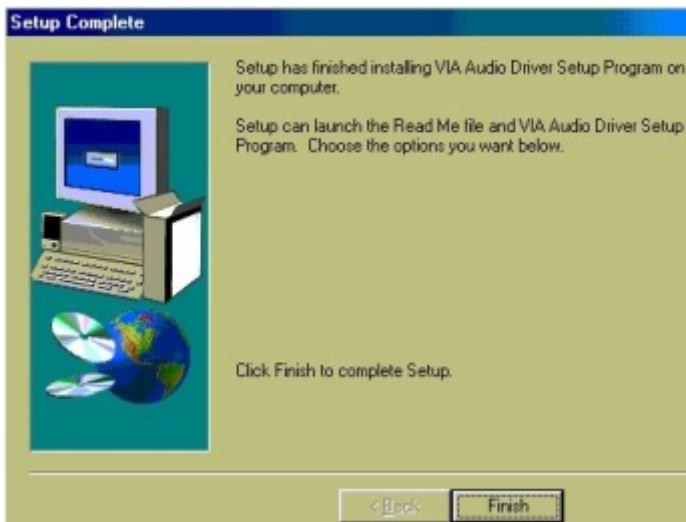 Setup Complete
Setup has finished installing VIA Audio Driver Setup Program on
your computer.
Setup can launch the Read Me file and VIA Audio Driver Setup
Program. Choose the options you want below.
Click Finish to complete Setup.
< Back
Finish